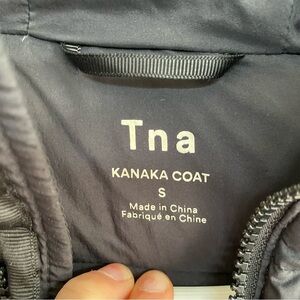 Tna
KANAKA COAT
S
Made in China
Fabriqué en Chine